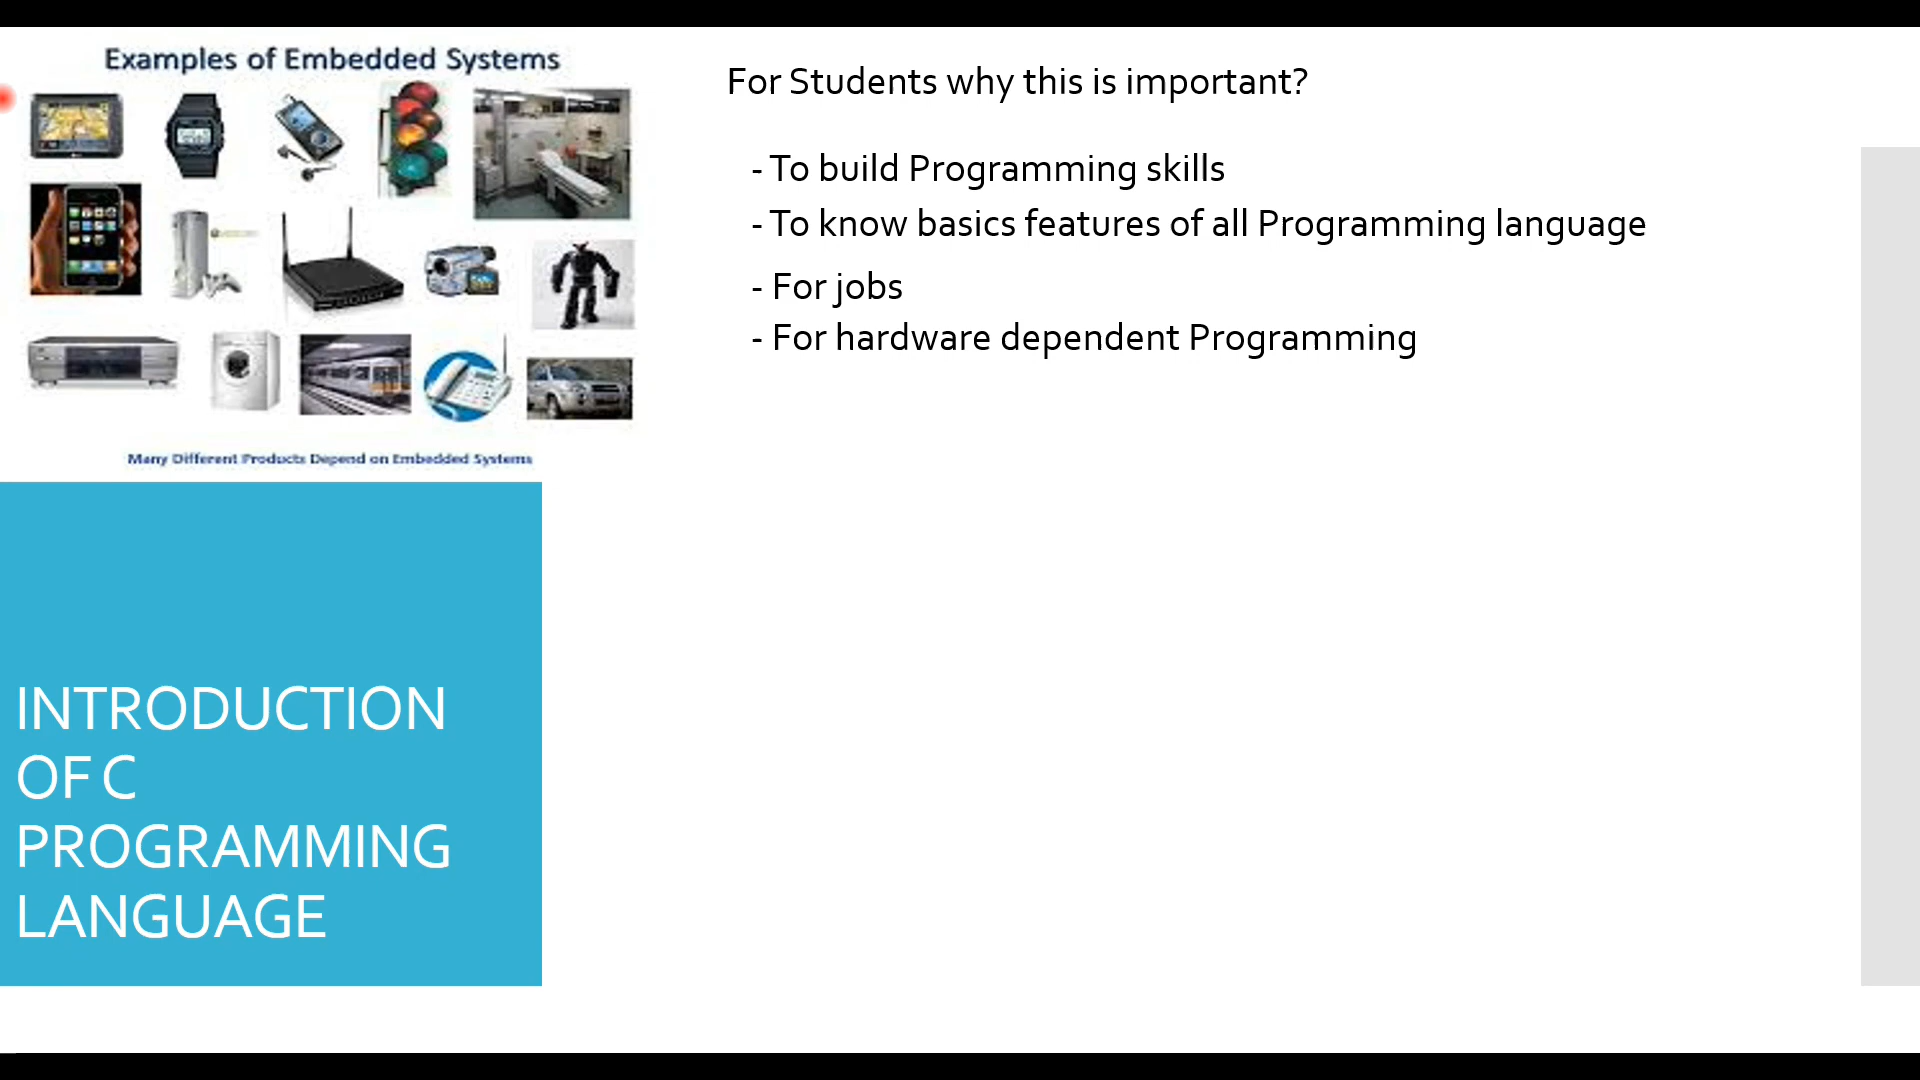 Examples of Embedded Systems
Many Different Products Depend on Embedded Systems
INTRODUCTION
OF C
PROGRAMMING
LANGUAGE
For Students why this is important?
- To build Programming skills
- To know basics features of all Programming language
- For jobs
- For hardware dependent Programming